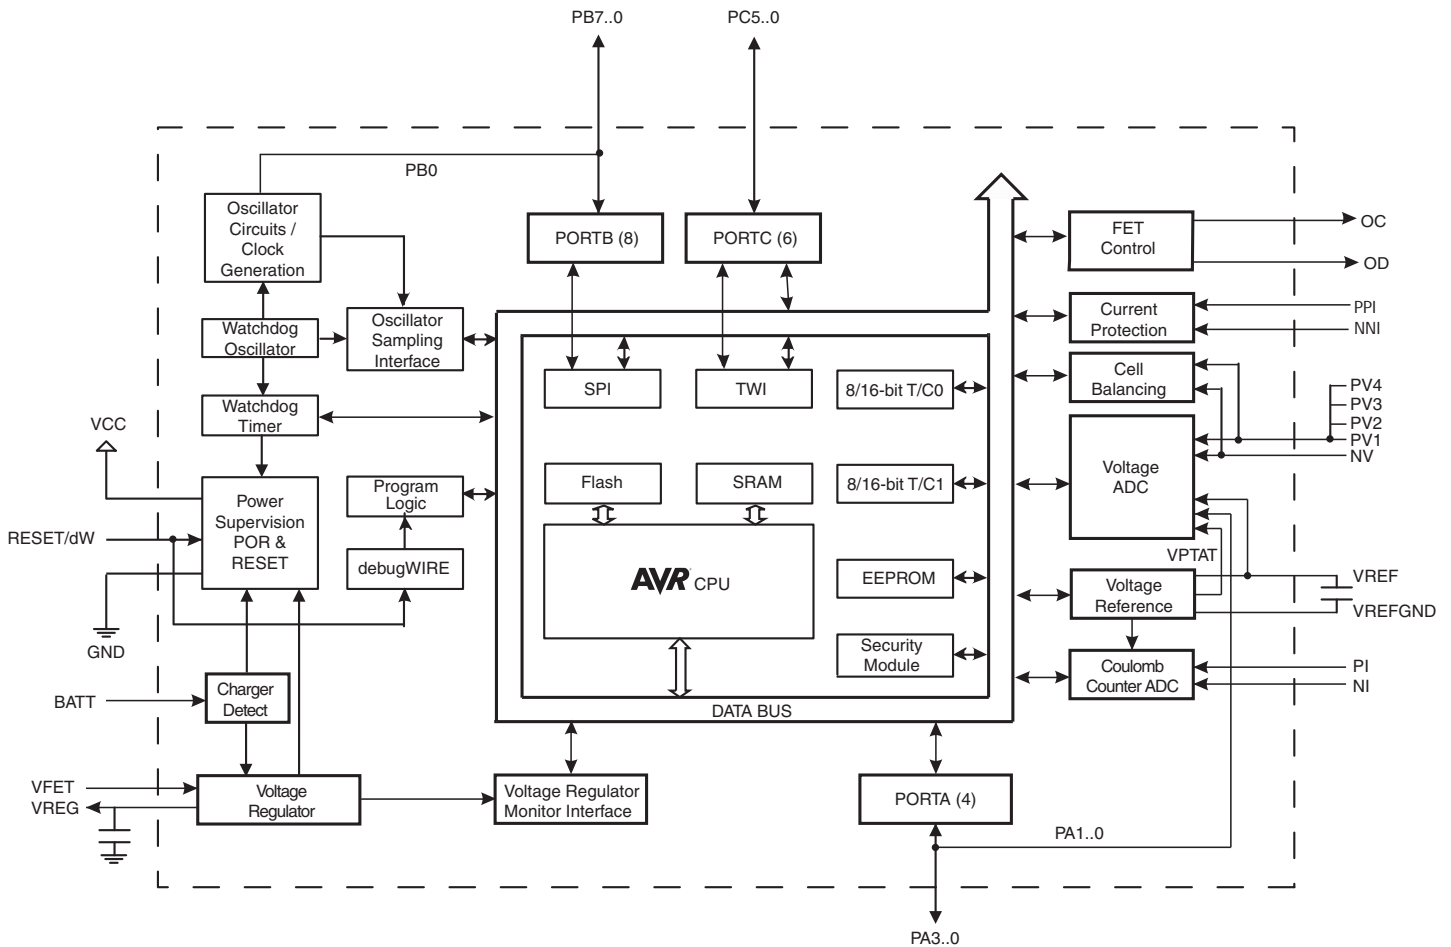 PB7..0
PC5..0
PB0
Oscillator
Circuits /
Clock
Generation
PORTB (8)
PORTC (6)
FET
Control
OC
OD
Watchdog
Oscillator
Oscillator
Sampling
Interface
Current
Protection
PPI
NNI
SPI
TWI
8/16-bit T/C0
Cell
Balancing
PV4
PV3
PV2
PV1
NV
Watchdog
Timer
VCC
Voltage
ADC
Power
Supervision
POR &
RESET
Program
Logic
Flash
SRAM
8/16-bit T/C1
RESET/dW
debugWIRE
AVR CPU
EEPROM
VPTAT
Voltage
Reference
VREF
VREFGND
GND
Security
Module
Coulomb
Counter ADC
PI
NI
BATT
Charger
Detect
DATA BUS
VFET
VREG
Voltage
Regulator
Voltage Regulator
Monitor Interface
PORTA (4)
PA1..0
PA3..0